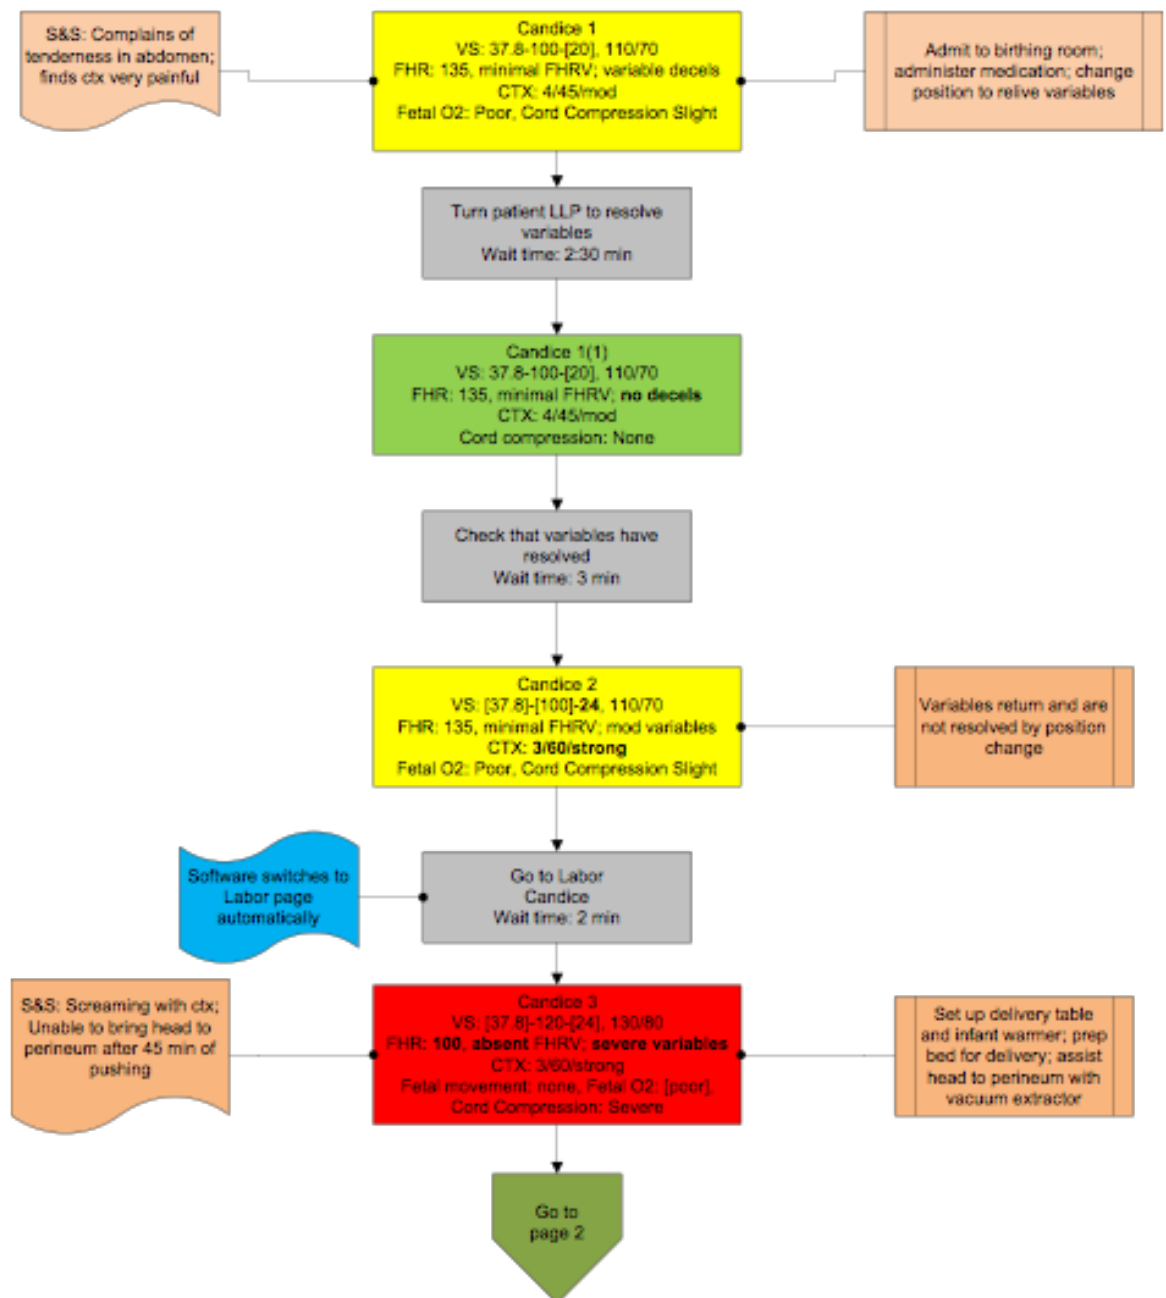 S&S: Complains of
tenderness in abdomen;
finds ctx very painful
Candice 1
VS: 37.8-100-[20], 110/70
FHR: 135, minimal FHRV; variable decels
CTX: 4/45/mod
Fetal O2: Poor, Cord Compression Slight
Admit to birthing room;
administer medication; change
position to relive variables
Turn patient LLP to resolve
variables
Wait time: 2:30 min
Candice 1(1)
VS: 37.8-100-[20], 110/70
FHR: 135, minimal FHRV; no decels
CTX: 4/45/mod
Cord compression: None
Check that variables have
resolved
Wait time: 3 min
Candice 2
VS: [37.8]-[100]-24, 110/70
FHR: 135, minimal FHRV; mod variables
CTX: 3/60/strong
Fetal O2: Poor, Cord Compression Slight
Variables return and are
not resolved by position
change
Software switches to
Labor page
automatically
Go to Labor
Candice
Wait time: 2 min
S&S: Screaming with ctx;
Unable to bring head to
perineum after 45 min of
pushing
Candice 3
VS: [37.8]-120-[24], 130/80
FHR: 100, absent FHRV; severe variables
CTX: 3/60/strong
Fetal movement: none, Fetal O2: [poor],
Cord Compression: Severe
Set up delivery table
and infant warmer; prep
bed for delivery; assist
head to perineum with
vacuum extractor
Go to
page 2